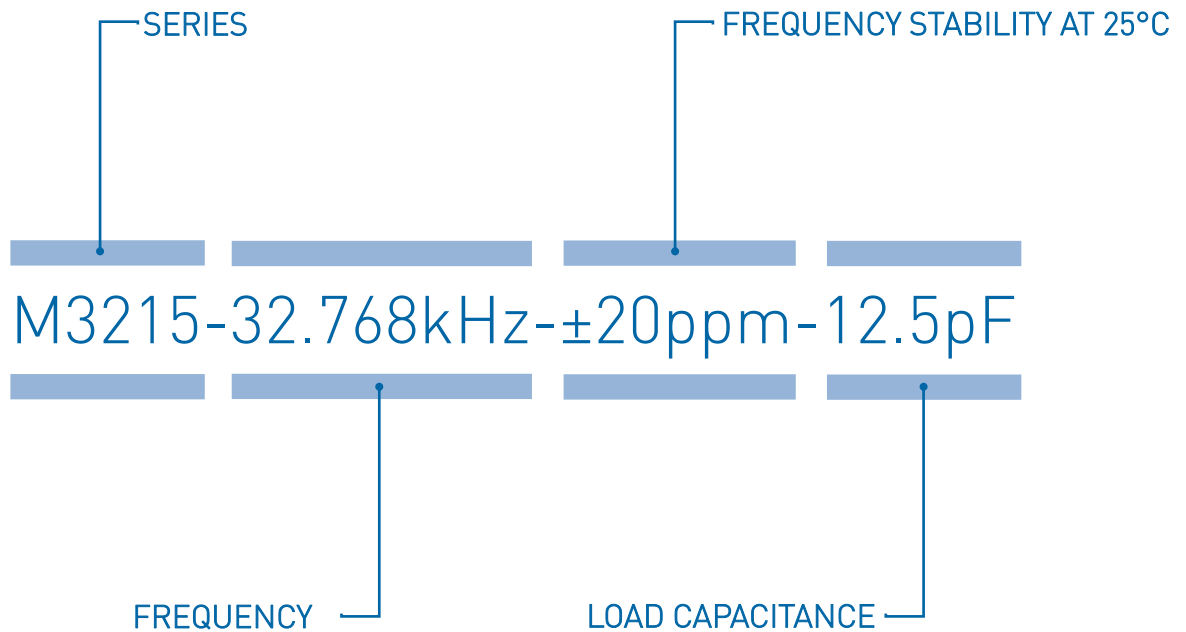 SERIES
FREQUENCY STABILITY AT 25°C
M3215-32.768kHz-±20ppm-12.5pF
FREQUENCY
LOAD CAPACITANCE